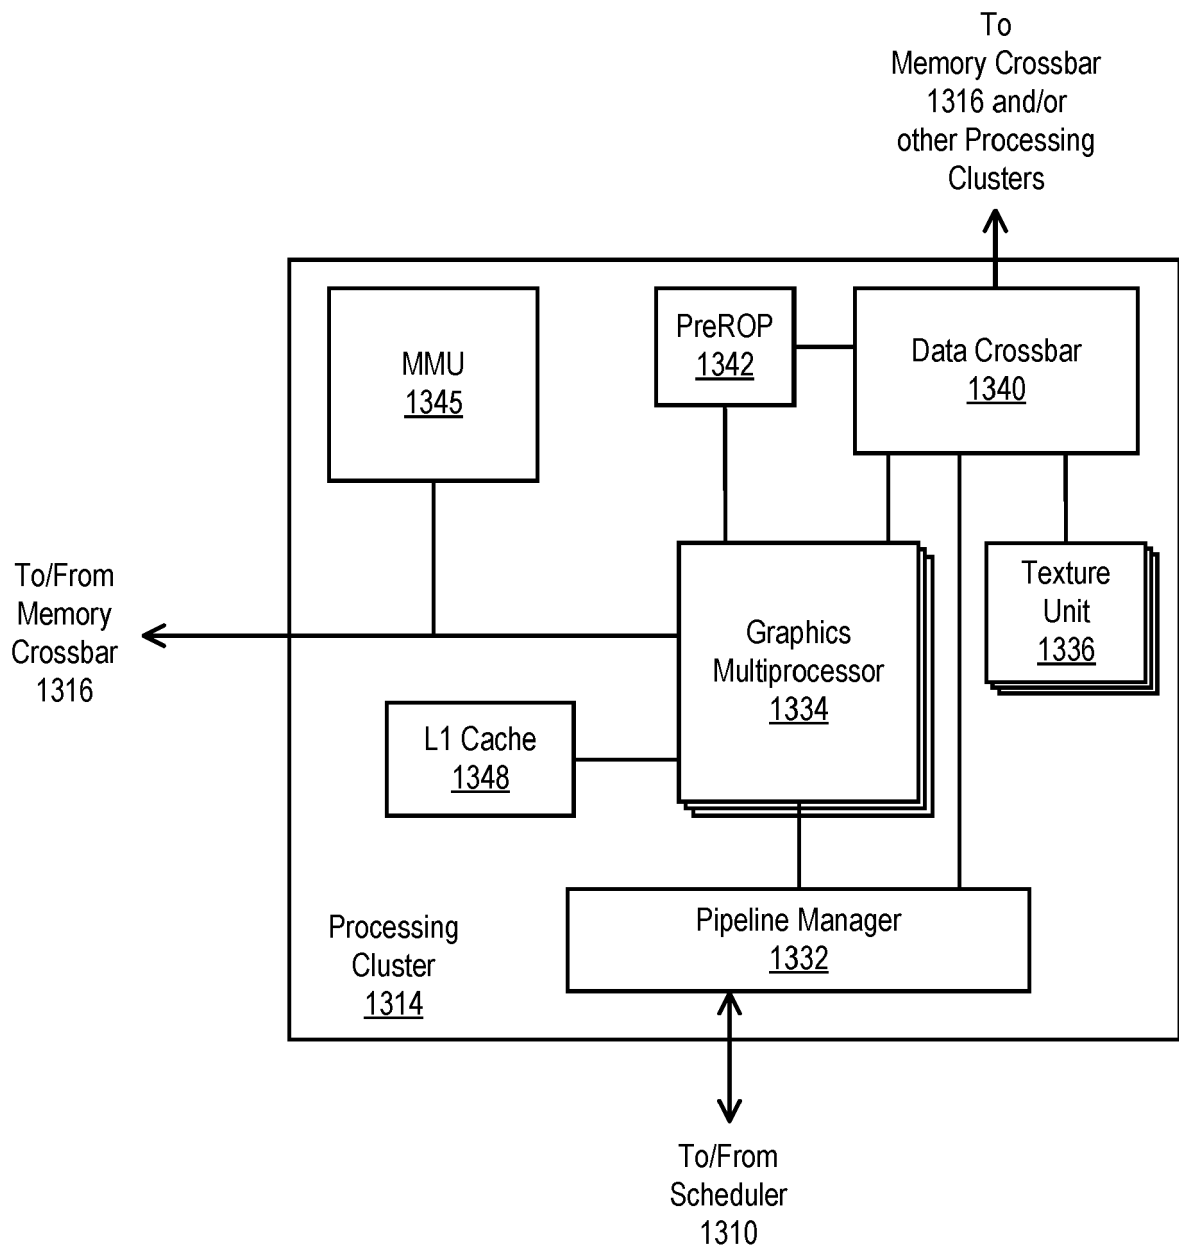 To
Memory Crossbar
1316 and/or
other Processing
Clusters
MMU
1345
PreROP
1342
Data Crossbar
1340
To/From
Memory
Crossbar
1316
Graphics
Multiprocessor
1334
Texture
Unit
1336
L1 Cache
1348
Processing
Cluster
1314
Pipeline Manager
1332
To/From
Scheduler
1310